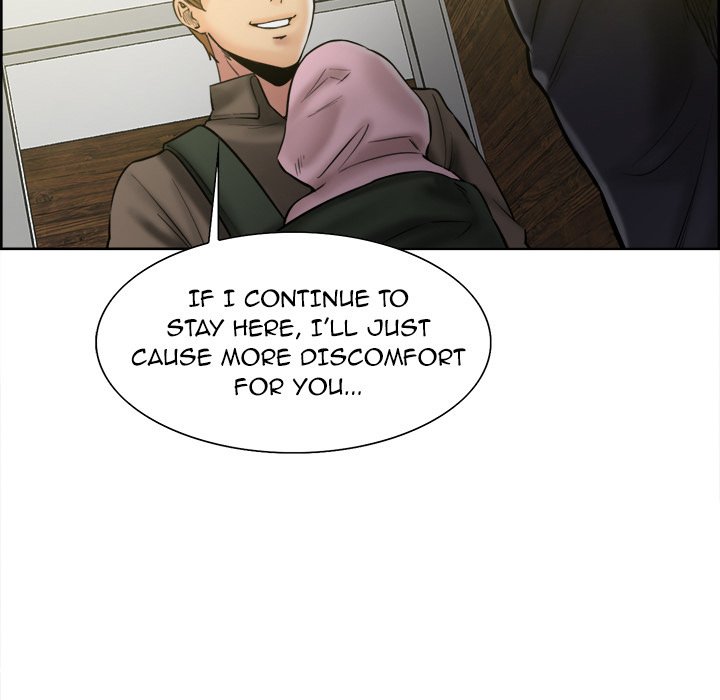 IF I CONTINUE TO
STAY HERE, I'LL JUST
CAUSE MORE DISCOMFORT
FOR YOU...